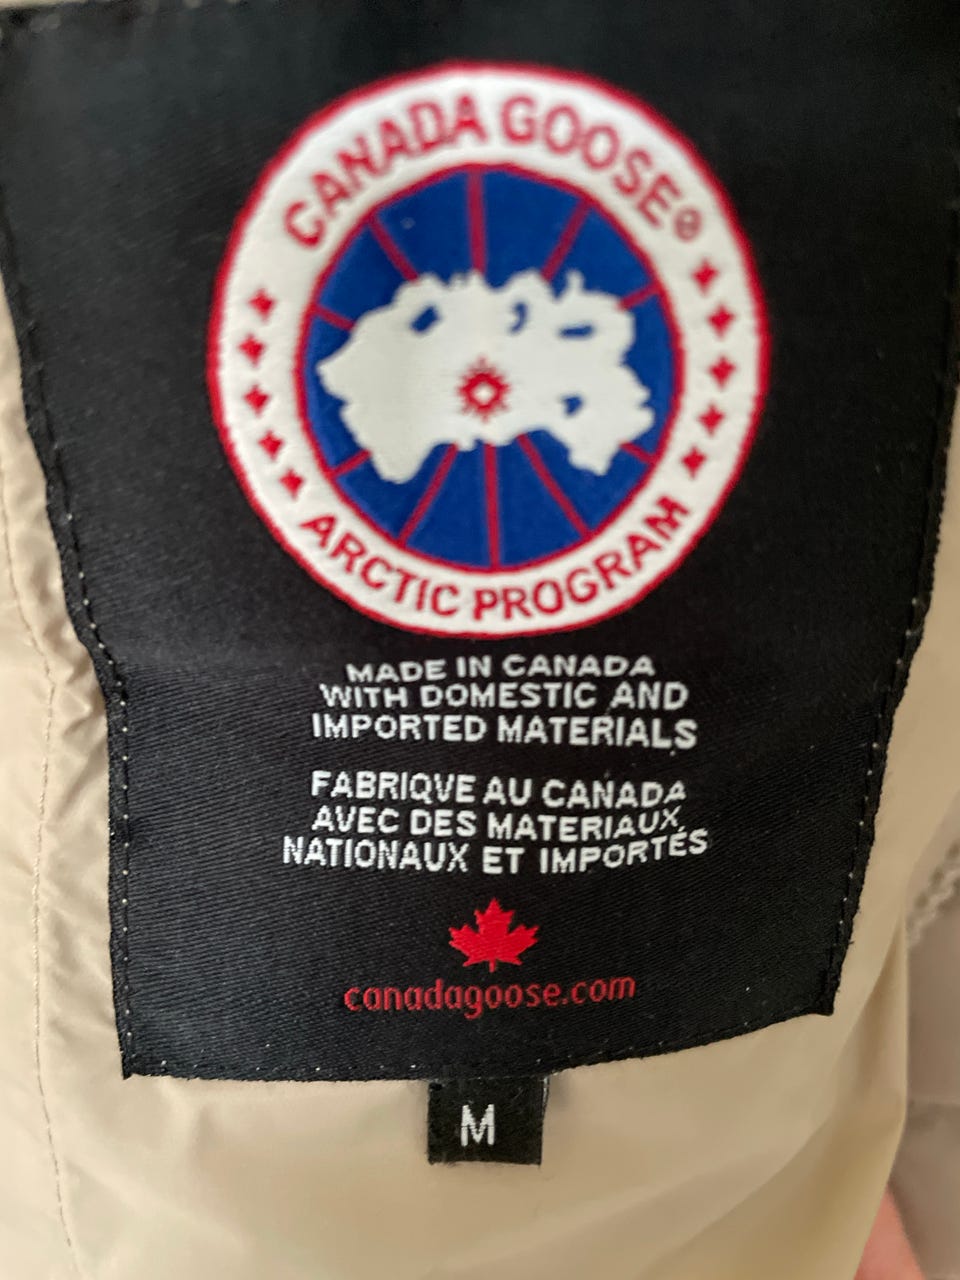 CANADA GOOSE®
ARCTIC PROGRAM
MADE IN CANADA
WITH DOMESTIC AND
IMPORTED MATERIALS
FABRIQVE AU CANADA
AVEC DES MATERIAUX
NATIONAUX ET IMPORTÉS
canadagoose.com
M